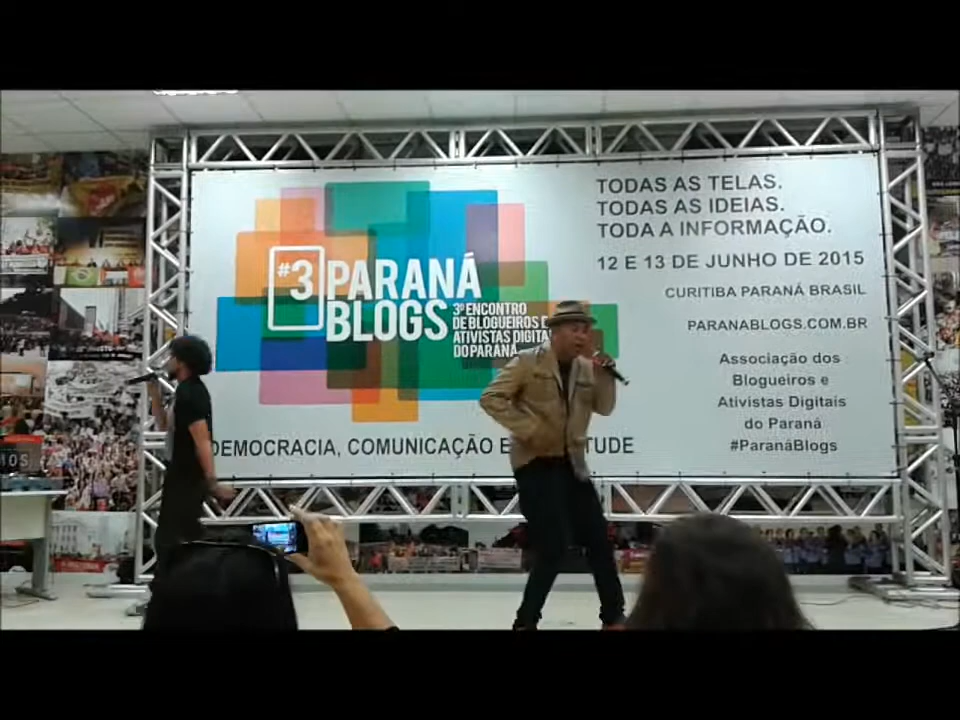 #3 PARANÁ
BLOGS
3º ENCONTRO
DE BLOGUEIROS E
ATIVISTAS DIGITAIS
DO PARANÁ
TODAS AS TELAS.
TODAS AS IDEIAS.
TODA A INFORMAÇÃO.
12 E 13 DE JUNHO DE 2015
CURITIBA PARANÁ BRASIL
PARANABLOGS.COM.BR
Associação dos
Blogueiros e
Ativistas Digitais
do Paraná
#ParanáBlogs
DEMOCRACIA, COMUNICAÇÃO E